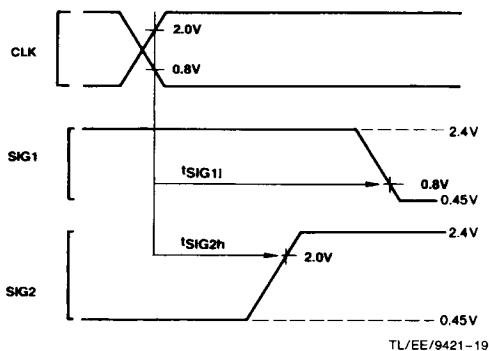 2.0V
CLK
0.8V
2.4V
SIG1
tSIG1l
0.8V
0.45V
2.4V
tSIG2h
2.0V
SIG2
0.45V
TL/EE/9421-19